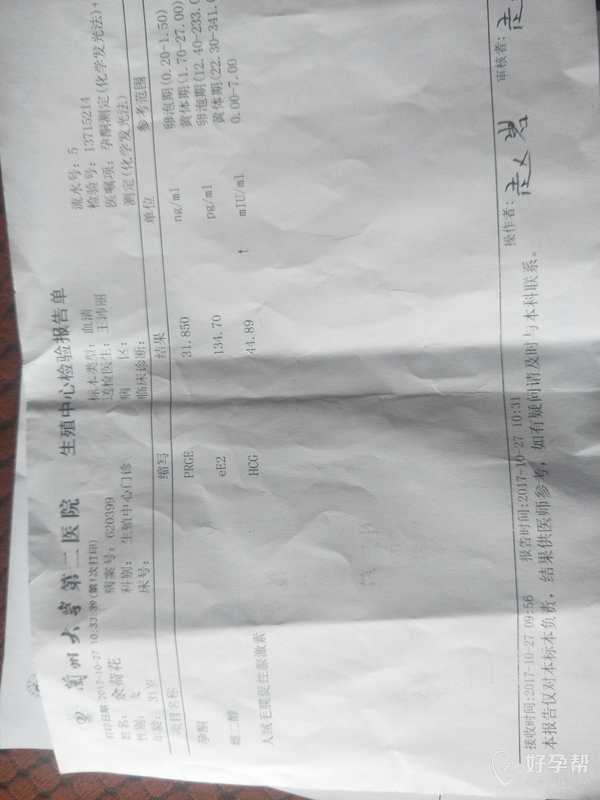 兰州大学第二医院 生殖中心检验报告单
打印日期 2017-10-27 10:33:39(第1次打印) 流水号: 5
姓名: 余荷花 病案号: 620399 标本类型: 血清 检验号: 13715214
性别: 女 科别: 生殖中心门诊 送检医生: 王鸿丽 医嘱项: 孕酮测定(化学发光法)+
年龄: 31岁 床号: 病 区: 测定(化学发光法)
临床诊断:
项目名称 缩写 结果 单位 参考范围
孕酮 PRGE 31.850 ng/ml 卵泡期(0.20-1.50)
黄体期(1.70-27.00)
雌二醇 eE2 134.70 pg/ml 卵泡期(12.40-233.0
黄体期(22.30-341.0
人绒毛膜促性腺激素 HCG 44.89 ↑ mIU/ml 0.00-7.00
接收时间:2017-10-27 09:56 报告时间:2017-10-27 10:31 操作者: 审核者:
本报告仅对本标本负责，结果供医师参考，如有疑问请及时与本科联系。
好孕帮